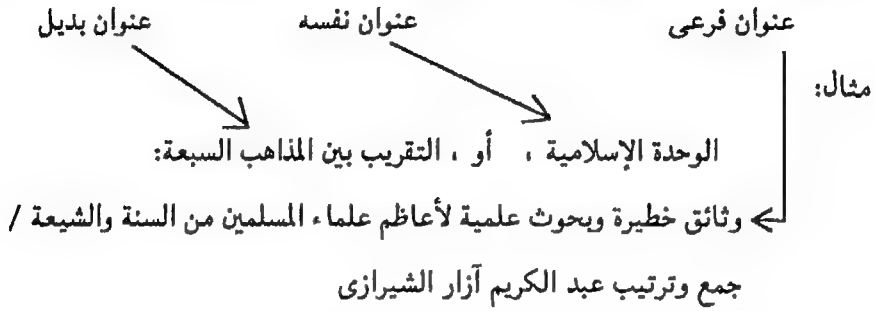 عنوان فرعى عنوان نفسه عنوان بديل
مثال:
الوحدة الإسلامية ، أو ، التقريب بين المذاهب السبعة:
وثائق خطيرة وبحوث علمية لأعاظم علماء المسلمين من السنة والشيعة /
جمع وترتيب عبد الكريم آزار الشيرازى